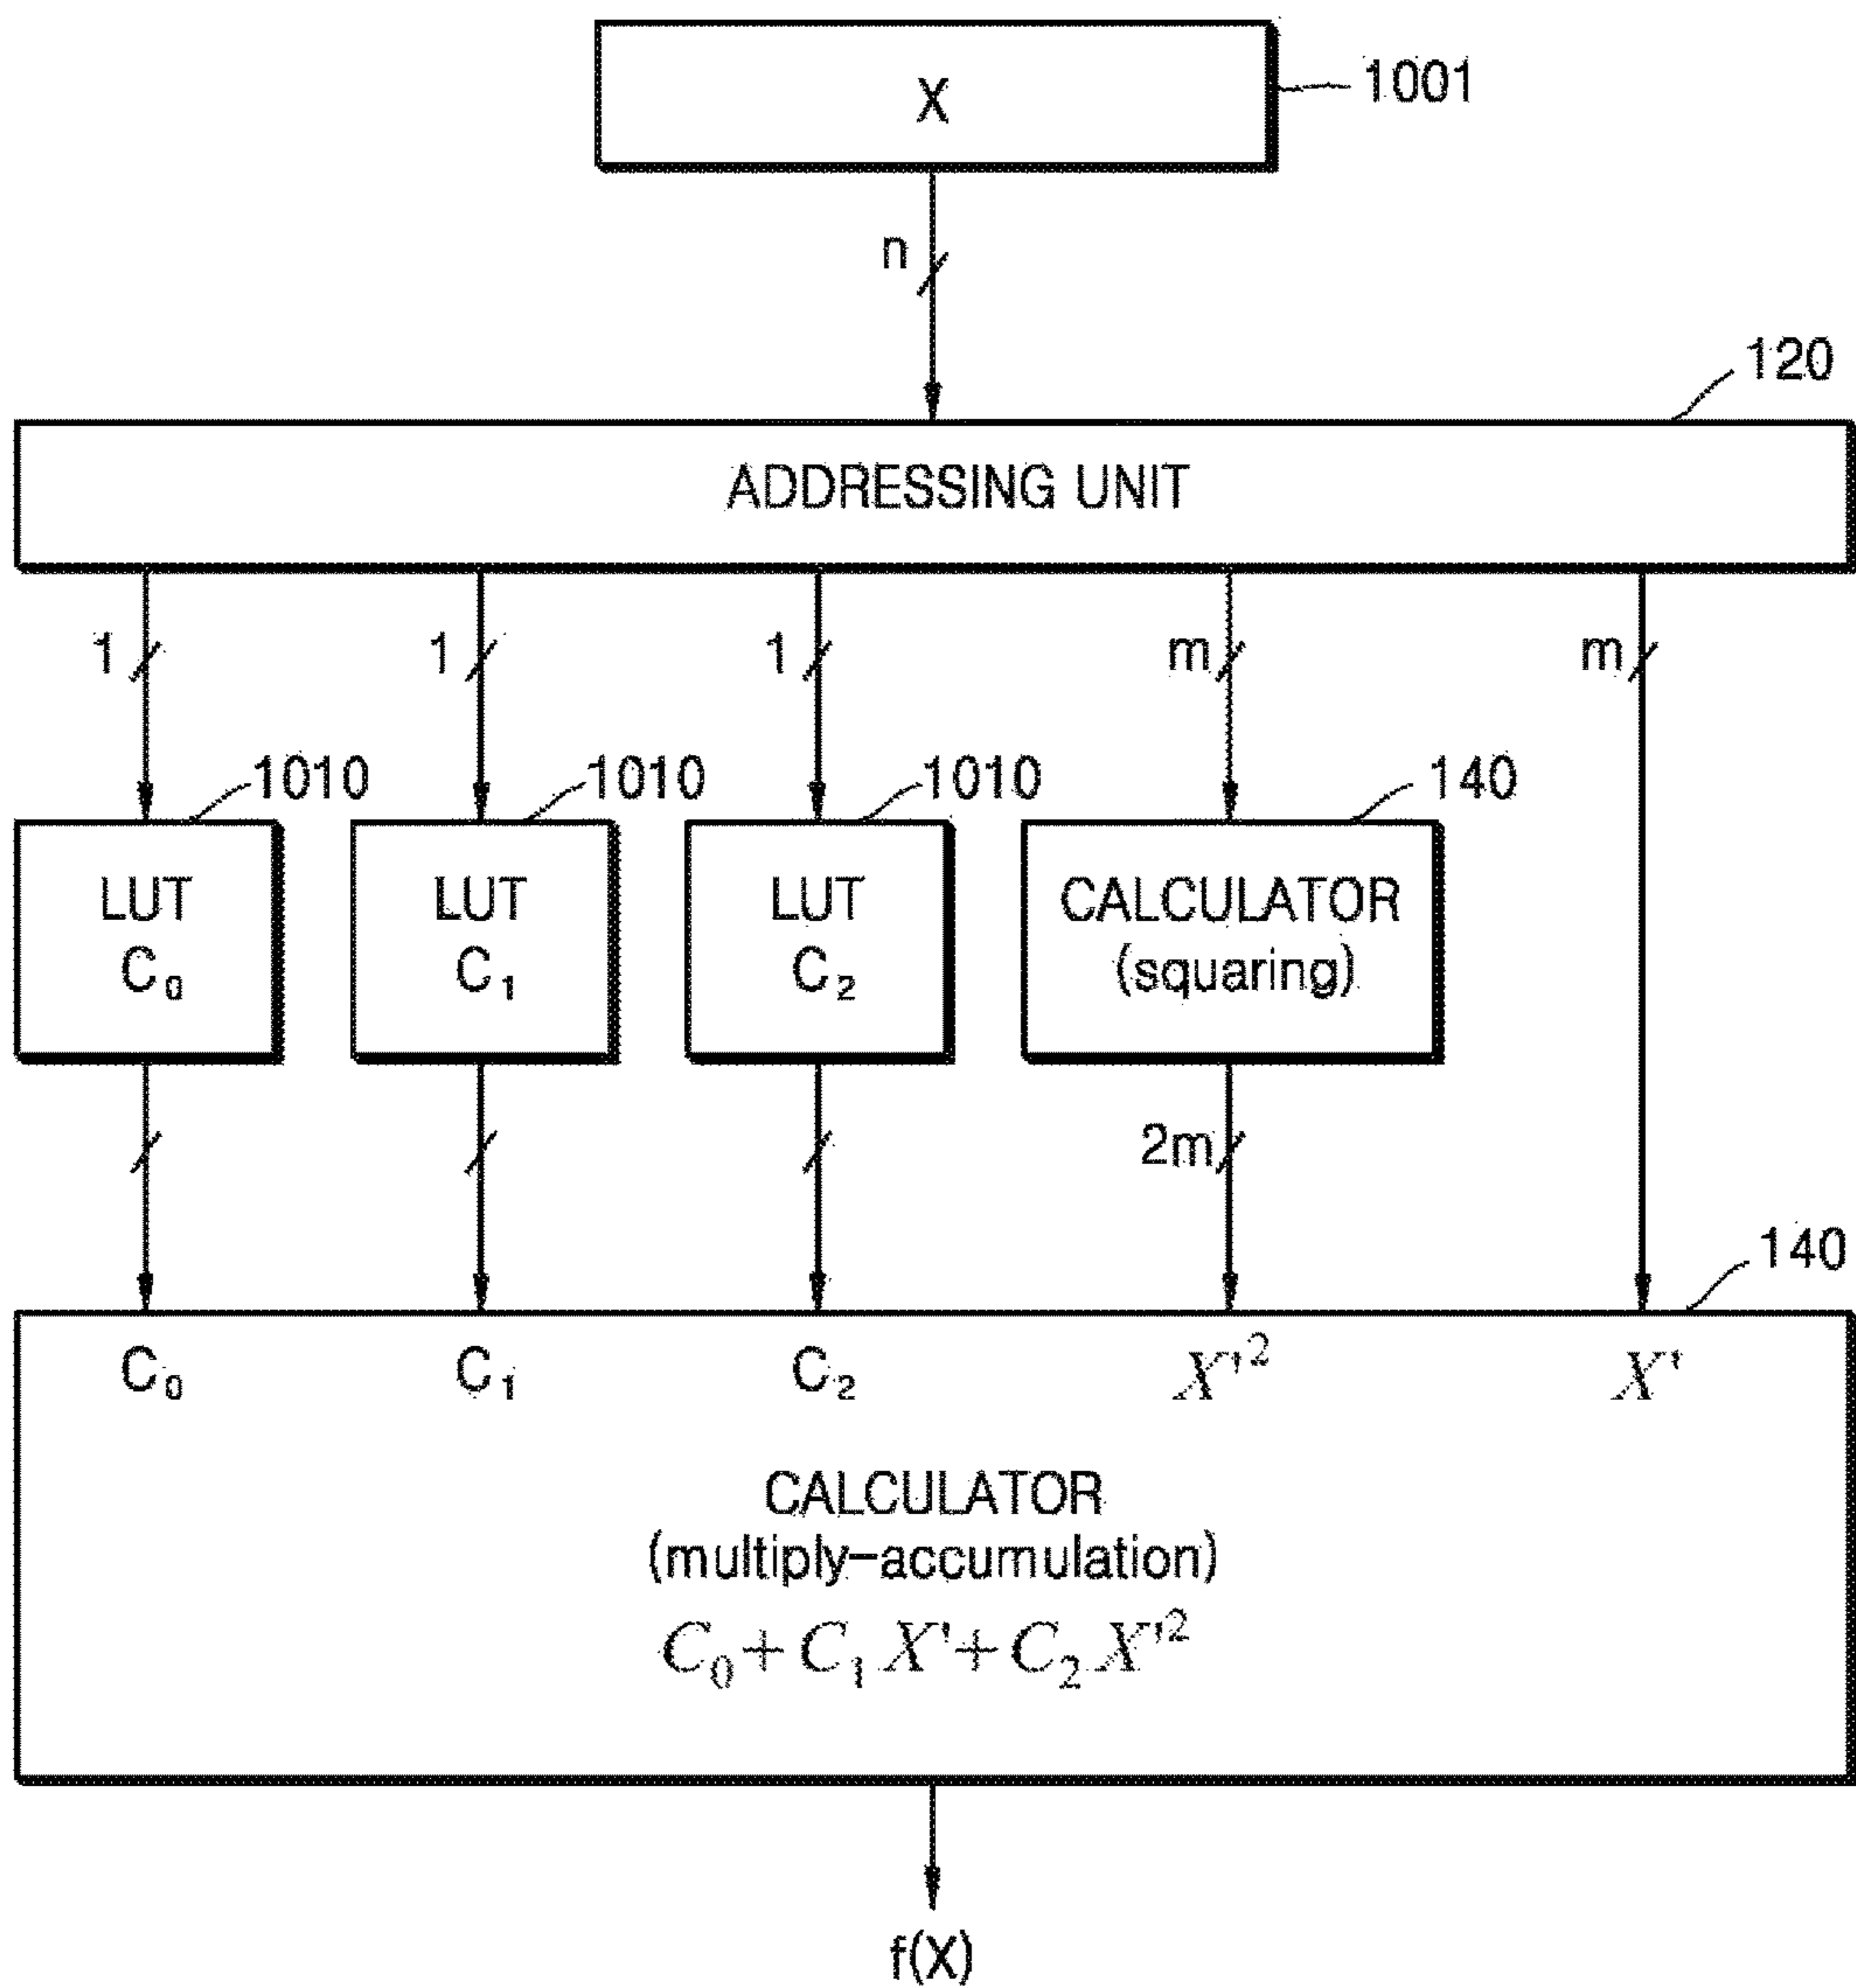 X
1001
n
120
ADDRESSING UNIT
1
1
1
m
m
1010
1010
1010
140
LUT
C₀
LUT
C₁
LUT
C₂
CALCULATOR
(squaring)
2m
140
C₀
C₁
C₂
X'²
X'
CALCULATOR
(multiply-accumulation)
C₀+C₁X'+C₂X'²
f(X)